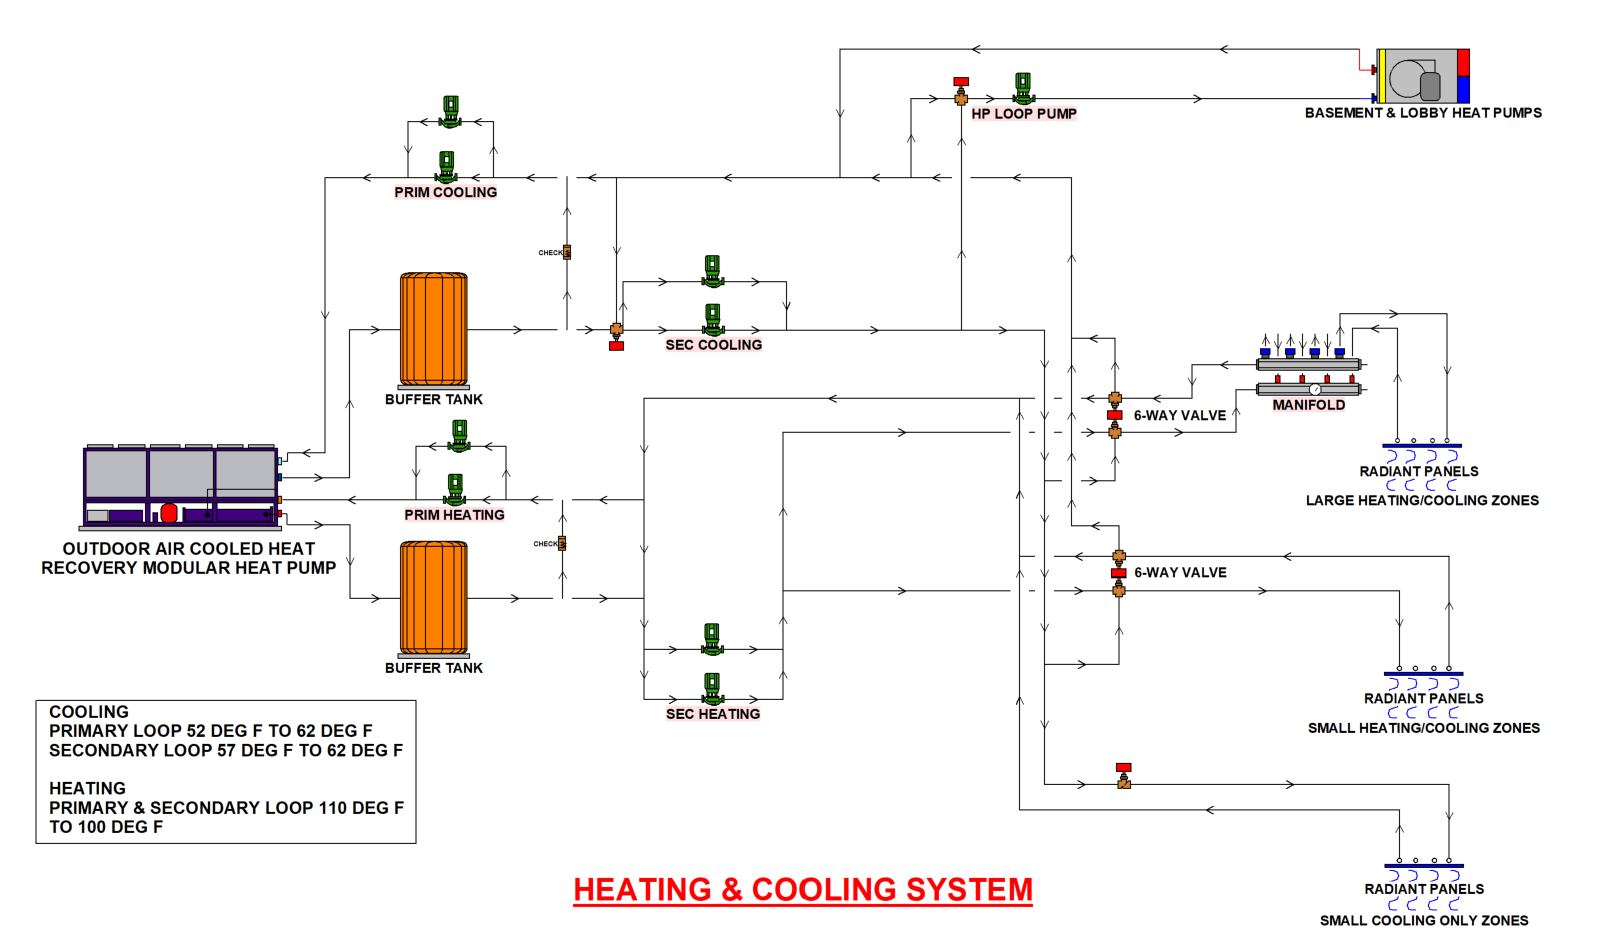 BASEMENT & LOBBY HEAT PUMPS
HP LOOP PUMP
PRIM COOLING
CHECK
SEC COOLING
BUFFER TANK
MANIFOLD
6-WAY VALVE
RADIANT PANELS
LARGE HEATING/COOLING ZONES
PRIM HEATING
CHECK
OUTDOOR AIR COOLED HEAT
RECOVERY MODULAR HEAT PUMP
6-WAY VALVE
BUFFER TANK
RADIANT PANELS
SMALL HEATING/COOLING ZONES
SEC HEATING
COOLING
PRIMARY LOOP 52 DEG F TO 62 DEG F
SECONDARY LOOP 57 DEG F TO 62 DEG F
HEATING
PRIMARY & SECONDARY LOOP 110 DEG F
TO 100 DEG F
HEATING & COOLING SYSTEM
RADIANT PANELS
SMALL COOLING ONLY ZONES